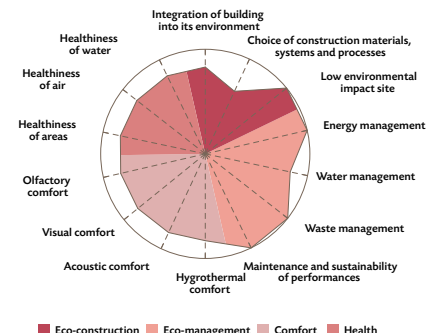 Integration of building
into its environment
Choice of construction materials,
systems and processes
Low environmental
impact site
Energy management
Water management
Waste management
Maintenance and sustainability
of performances
Hygrothermal
comfort
Acoustic comfort
Visual comfort
Olfactory
comfort
Healthiness
of areas
Healthiness
of air
Healthiness
of water
Eco-construction Eco-management Comfort Health